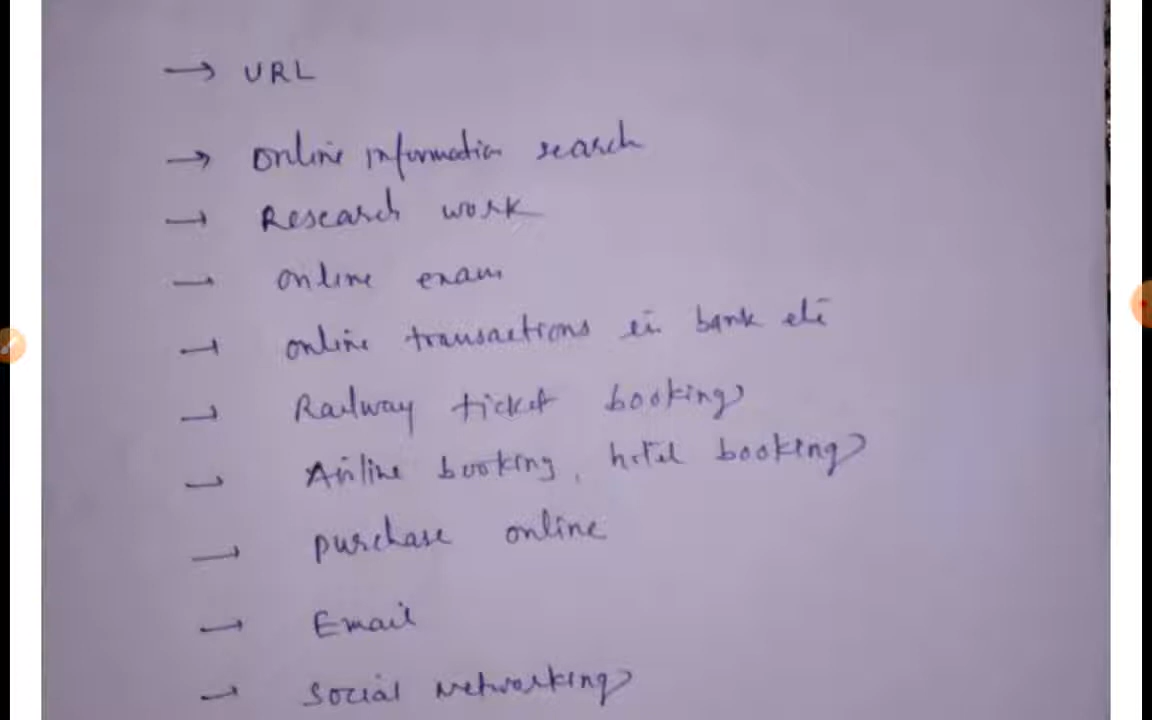 → URL
→ Online information search
→ Research work
→ online exam
→ online transactions in bank etc
→ Railway ticket booking
→ Airline booking, hotel booking
→ purchase online
→ Email
→ social networking